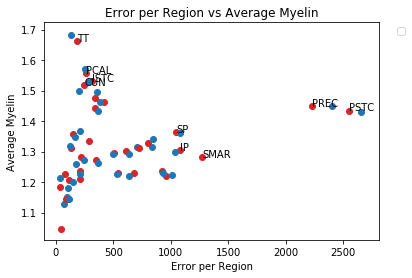 Error per Region vs Average Myelin
1.7
1.6
1.5
1.4
1.3
1.2
1.1
Average Myelin
TT
PCAL
ISTC
CUN
PREC
PSTC
SP
IP
SMAR
0
500
1000
1500
2000
2500
Error per Region